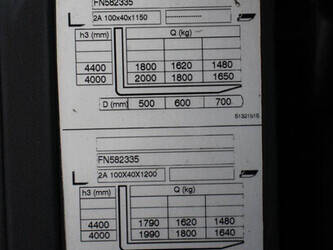 FN582335
2A 100x40x1150 --------------
h3 (mm) Q (kg)
4400 1800 1620 1480
4000 2000 1800 1650
D (mm) 500 600 700
FN582335
2A 100X40X1200
h3 (mm) Q (kg)
4400 1790 1620 1480
4000 1990 1800 1640